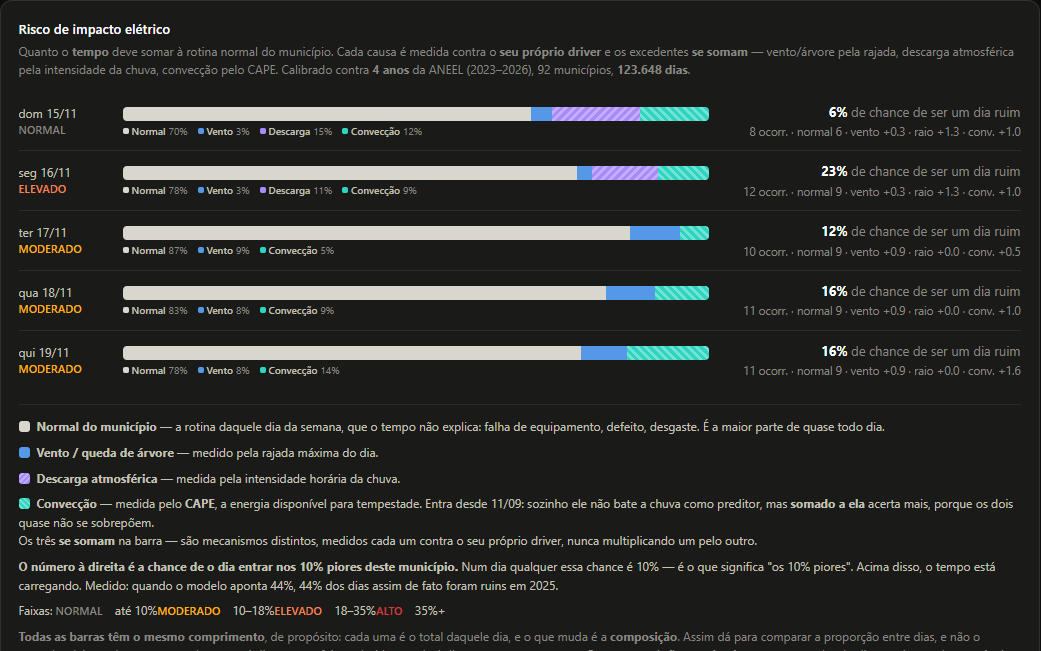 Risco de impacto elétrico
Quanto o tempo deve somar à rotina normal do município. Cada causa é medida contra o seu próprio driver e os excedentes se somam — vento/árvore pela rajada, descarga atmosférica
pela intensidade da chuva, convecção pelo CAPE. Calibrado contra 4 anos da ANEEL (2023–2026), 92 municípios, 123.648 dias.
dom 15/11
NORMAL
Normal 70% Vento 3% Descarga 15% Convecção 12%
6% de chance de ser um dia ruim
8 ocorr. · normal 6 · vento +0.3 · raio +1.3 · conv. +1.0
seg 16/11
ELEVADO
Normal 78% Vento 3% Descarga 11% Convecção 9%
23% de chance de ser um dia ruim
12 ocorr. · normal 9 · vento +0.3 · raio +1.3 · conv. +1.0
ter 17/11
MODERADO
Normal 87% Vento 9% Convecção 5%
12% de chance de ser um dia ruim
10 ocorr. · normal 9 · vento +0.9 · raio +0.0 · conv. +0.5
qua 18/11
MODERADO
Normal 83% Vento 8% Convecção 9%
16% de chance de ser um dia ruim
11 ocorr. · normal 9 · vento +0.9 · raio +0.0 · conv. +1.0
qui 19/11
MODERADO
Normal 78% Vento 8% Convecção 14%
16% de chance de ser um dia ruim
11 ocorr. · normal 9 · vento +0.9 · raio +0.0 · conv. +1.6
Normal do município — a rotina daquele dia da semana, que o tempo não explica: falha de equipamento, defeito, desgaste. É a maior parte de quase todo dia.
Vento / queda de árvore — medido pela rajada máxima do dia.
Descarga atmosférica — medida pela intensidade horária da chuva.
Convecção — medida pelo CAPE, a energia disponível para tempestade. Entra desde 11/09: sozinho ele não bate a chuva como preditor, mas somado a ela acerta mais, porque os dois
quase não se sobrepõem.
Os três se somam na barra — são mecanismos distintos, medidos cada um contra o seu próprio driver, nunca multiplicando um pelo outro.
O número à direita é a chance de o dia entrar nos 10% piores deste município. Num dia qualquer essa chance é 10% — é o que significa "os 10% piores". Acima disso, o tempo está
carregando. Medido: quando o modelo aponta 44%, 44% dos dias assim de fato foram ruins em 2025.
Faixas: NORMAL até 10%MODERADO 10–18%ELEVADO 18–35%ALTO 35%+
Todas as barras têm o mesmo comprimento, de propósito: cada uma é o total daquele dia, e o que muda é a composição. Assim dá para comparar a proporção entre dias, e não o